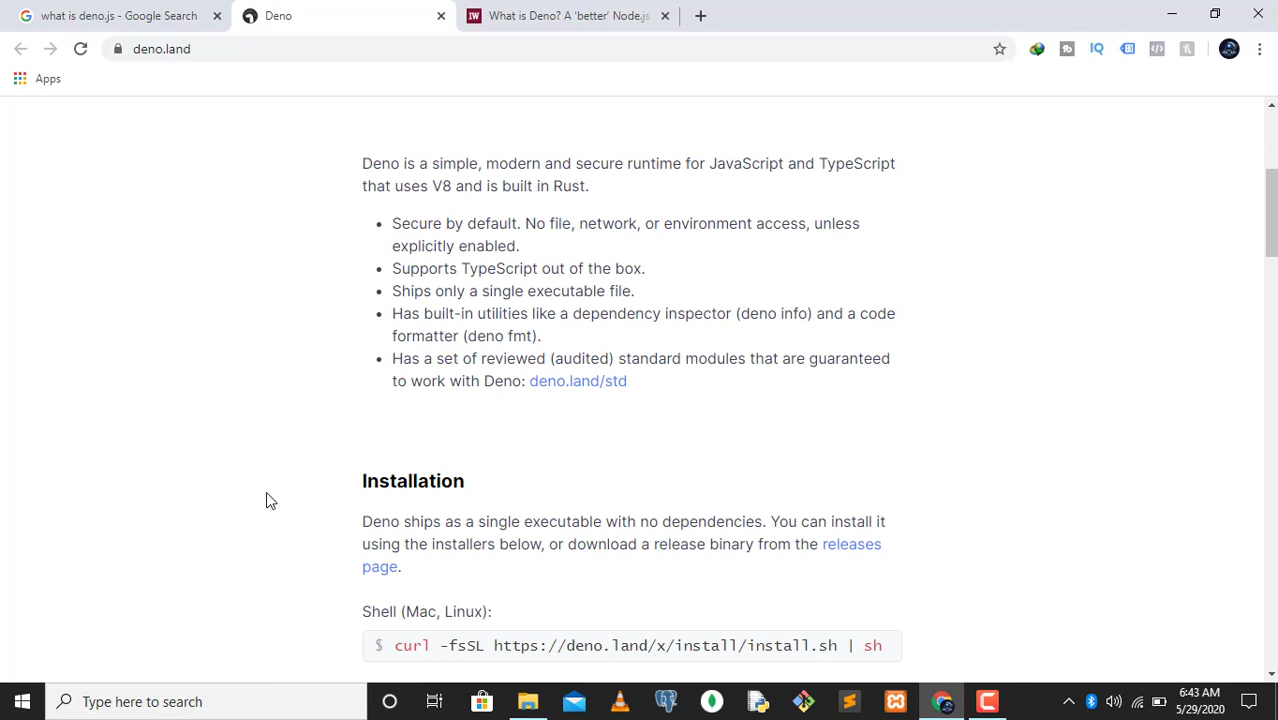 what is deno.js - Google Search
Deno
What is Deno? A 'better' Node.js
deno.land
Apps
Deno is a simple, modern and secure runtime for JavaScript and TypeScript
that uses V8 and is built in Rust.
• Secure by default. No file, network, or environment access, unless
explicitly enabled.
• Supports TypeScript out of the box.
• Ships only a single executable file.
• Has built-in utilities like a dependency inspector (deno info) and a code
formatter (deno fmt).
• Has a set of reviewed (audited) standard modules that are guaranteed
to work with Deno: deno.land/std
Installation
Deno ships as a single executable with no dependencies. You can install it
using the installers below, or download a release binary from the releases
page.
Shell (Mac, Linux):
$ curl -fsSL https://deno.land/x/install/install.sh | sh
Type here to search
6:43 AM
5/29/2020